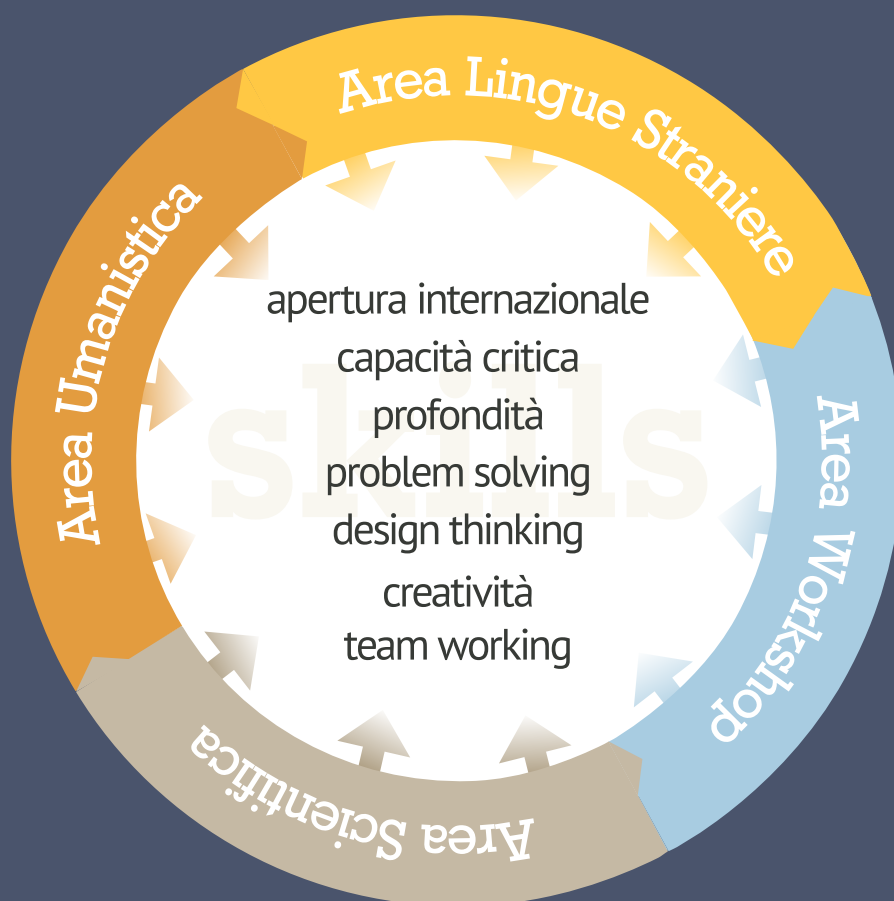 Area Lingue Straniere
Area Umanistica
Area Workshop
Area Scientifica
skills
apertura internazionale
capacità critica
profondità
problem solving
design thinking
creatività
team working